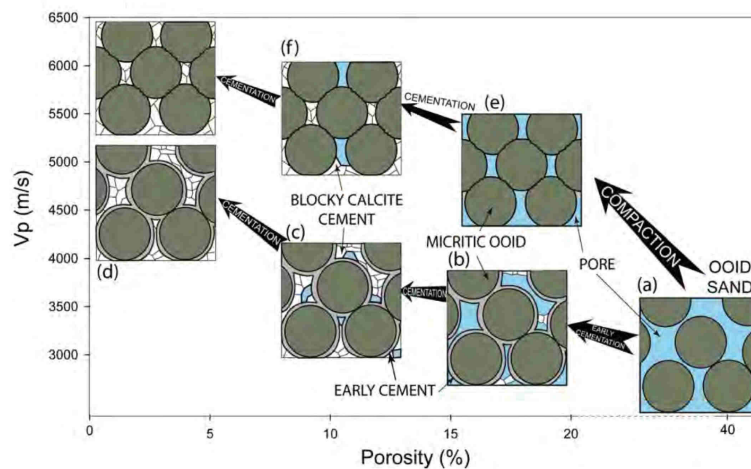 6500
6000
5500
5000
4500
4000
3500
3000
Vp (m/s)
(f)
CEMENTATION
CEMENTATION
(e)
BLOCKY CALCITE
CEMENT
COMPACTION
CEMENTATION
(c)
MICRITIC OOID
(d)
(b)
PORE
(a)
OOID
SAND
CEMENTATION
EARLY
CEMENTATION
EARLY CEMENT
0
5
10
15
20
40
Porosity (%)